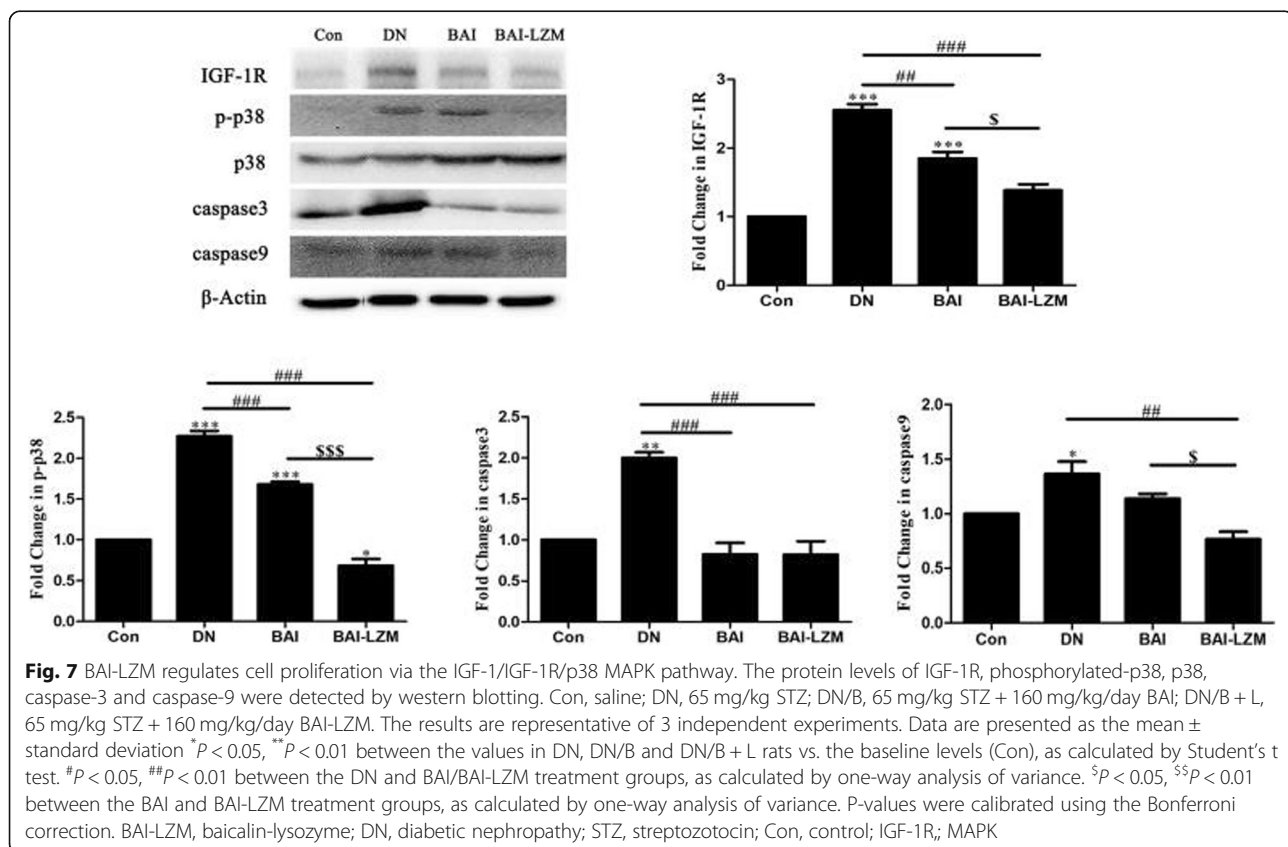 Con DN BAI BAI-LZM
IGF-1R
p-p38
p38
caspase3
caspase9
β-Actin
Fold Change in IGF-1R
3
2
1
0
***
***
##
###
$
Con DN BAI BAI-LZM
Fold Change in p-p38
2.5
2.0
1.5
1.0
0.5
0.0
***
***
*
###
###
$$$
Con DN BAI BAI-LZM
Fold Change in caspase3
2.5
2.0
1.5
1.0
0.5
0.0
**
###
###
Con DN BAI BAI-LZM
Fold Change in caspase9
2.0
1.5
1.0
0.5
0.0
*
##
$
Con DN BAI BAI-LZM
Fig. 7 BAI-LZM regulates cell proliferation via the IGF-1/IGF-1R/p38 MAPK pathway. The protein levels of IGF-1R, phosphorylated-p38, p38,
caspase-3 and caspase-9 were detected by western blotting. Con, saline; DN, 65 mg/kg STZ; DN/B, 65 mg/kg STZ + 160 mg/kg/day BAI; DN/B + L,
65 mg/kg STZ + 160 mg/kg/day BAI-LZM. The results are representative of 3 independent experiments. Data are presented as the mean ±
standard deviation *P < 0.05, **P < 0.01 between the values in DN, DN/B and DN/B + L rats vs. the baseline levels (Con), as calculated by Student's t
test. #P < 0.05, ##P < 0.01 between the DN and BAI/BAI-LZM treatment groups, as calculated by one-way analysis of variance. $P < 0.05, $$P < 0.01
between the BAI and BAI-LZM treatment groups, as calculated by one-way analysis of variance. P-values were calibrated using the Bonferroni
correction. BAI-LZM, baicalin-lysozyme; DN, diabetic nephropathy; STZ, streptozotocin; Con, control; IGF-1R,; MAPK